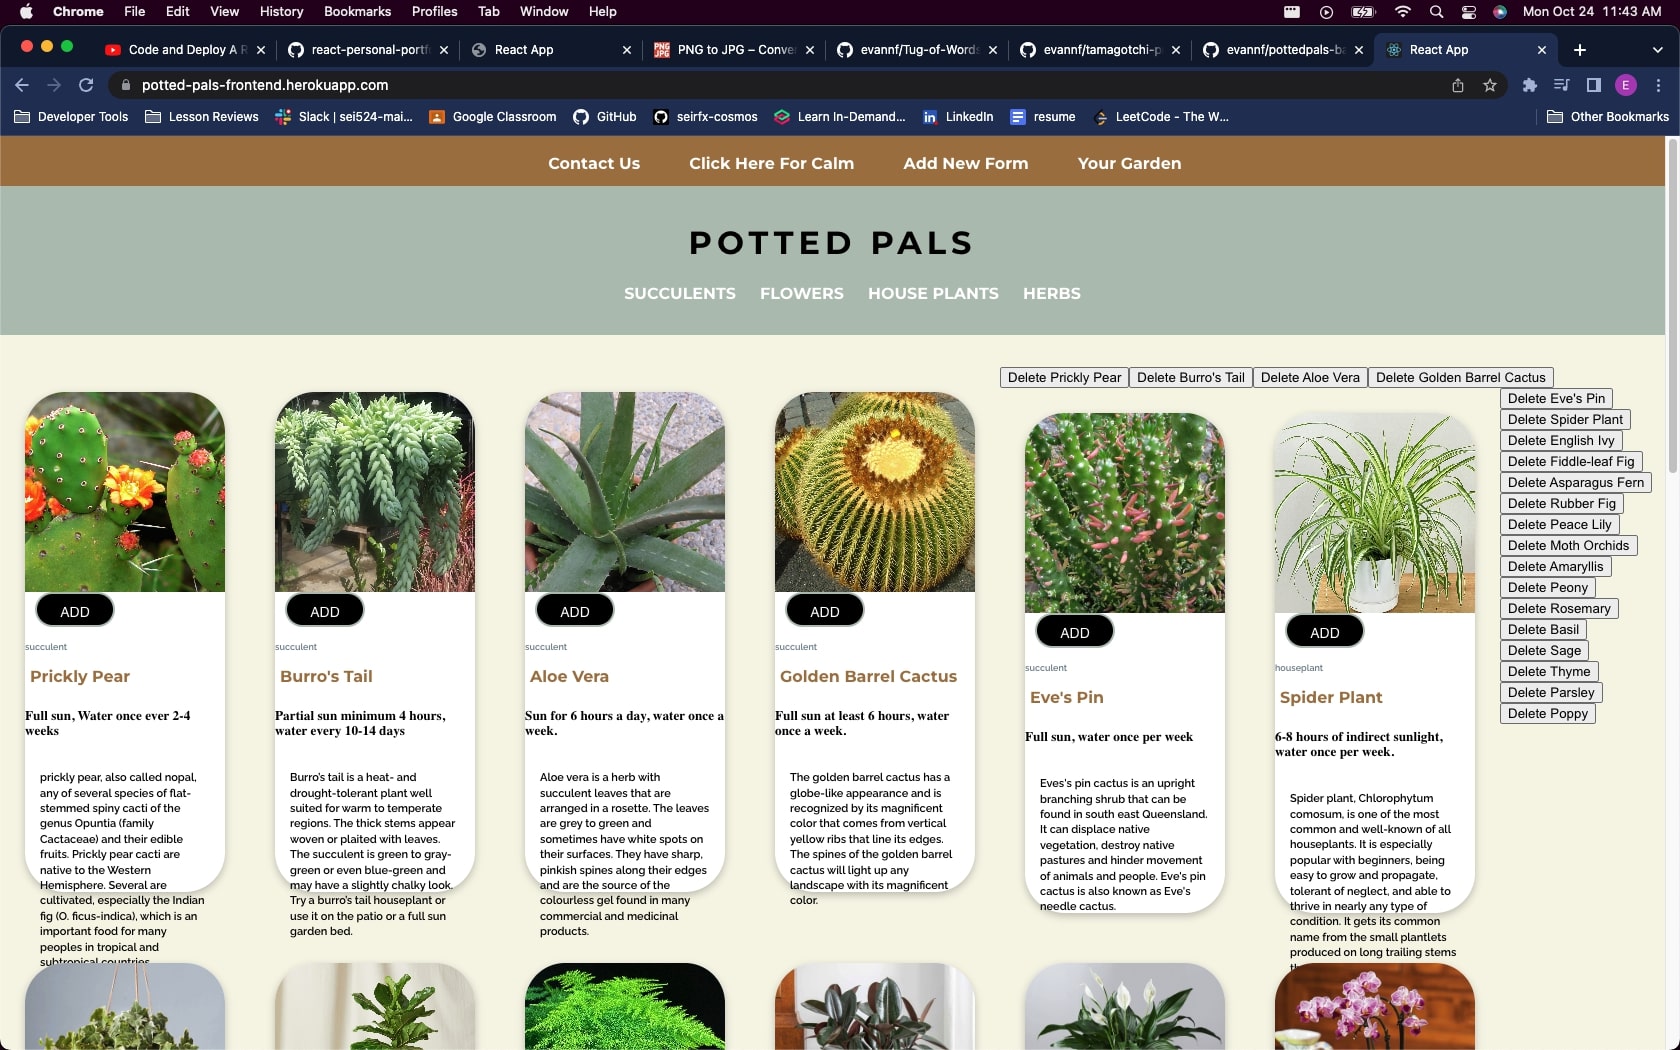 Chrome File Edit View History Bookmarks Profiles Tab Window Help Mon Oct 24 11:43 AM
Code and Deploy A R react-personal-portf React App PNG to JPG – Conver evannf/Tug-of-Words evannf/tamagotchi-p evannf/pottedpals-ba React App
potted-pals-frontend.herokuapp.com E
Developer Tools Lesson Reviews Slack | sei524-mai... Google Classroom GitHub seirfx-cosmos Learn In-Demand... LinkedIn resume LeetCode - The W... Other Bookmarks
Contact Us Click Here For Calm Add New Form Your Garden
POTTED PALS
SUCCULENTS FLOWERS HOUSE PLANTS HERBS
Delete Prickly Pear Delete Burro's Tail Delete Aloe Vera Delete Golden Barrel Cactus
Delete Eve's Pin
Delete Spider Plant
Delete English Ivy
Delete Fiddle-leaf Fig
Delete Asparagus Fern
Delete Rubber Fig
Delete Peace Lily
Delete Moth Orchids
Delete Amaryllis
Delete Peony
Delete Rosemary
Delete Basil
Delete Sage
Delete Thyme
Delete Parsley
Delete Poppy
ADD
succulent
Prickly Pear
Full sun, Water once ever 2-4
weeks
prickly pear, also called nopal,
any of several species of flat-
stemmed spiny cacti of the
genus Opuntia (family
Cactaceae) and their edible
fruits. Prickly pear cacti are
native to the Western
Hemisphere. Several are
cultivated, especially the Indian
fig (O. ficus-indica), which is an
important food for many
peoples in tropical and
subtropical countries.
ADD
succulent
Burro's Tail
Partial sun minimum 4 hours,
water every 10-14 days
Burro's tail is a heat- and
drought-tolerant plant well
suited for warm to temperate
regions. The thick stems appear
woven or plaited with leaves.
The succulent is green to gray-
green or even blue-green and
may have a slightly chalky look.
Try a burro's tail houseplant or
use it on the patio or a full sun
garden bed.
ADD
succulent
Aloe Vera
Sun for 6 hours a day, water once a
week.
Aloe vera is a herb with
succulent leaves that are
arranged in a rosette. The leaves
are grey to green and
sometimes have white spots on
their surfaces. They have sharp,
pinkish spines along their edges
and are the source of the
colourless gel found in many
commercial and medicinal
products.
ADD
succulent
Golden Barrel Cactus
Full sun at least 6 hours, water
once a week.
The golden barrel cactus has a
globe-like appearance and is
recognized by its magnificent
color that comes from vertical
yellow ribs that line its edges.
The spines of the golden barrel
cactus will light up any
landscape with its magnificent
color.
ADD
succulent
Eve's Pin
Full sun, water once per week
Eves's pin cactus is an upright
branching shrub that can be
found in south east Queensland.
It can displace native
vegetation, destroy native
pastures and hinder movement
of animals and people. Eve's pin
cactus is also known as Eve's
needle cactus.
ADD
houseplant
Spider Plant
6-8 hours of indirect sunlight,
water once per week.
Spider plant, Chlorophytum
comosum, is one of the most
common and well-known of all
houseplants. It is especially
popular with beginners, being
easy to grow and propagate,
tolerant of neglect, and able to
thrive in nearly any type of
condition. It gets its common
name from the small plantlets
produced on long trailing stems